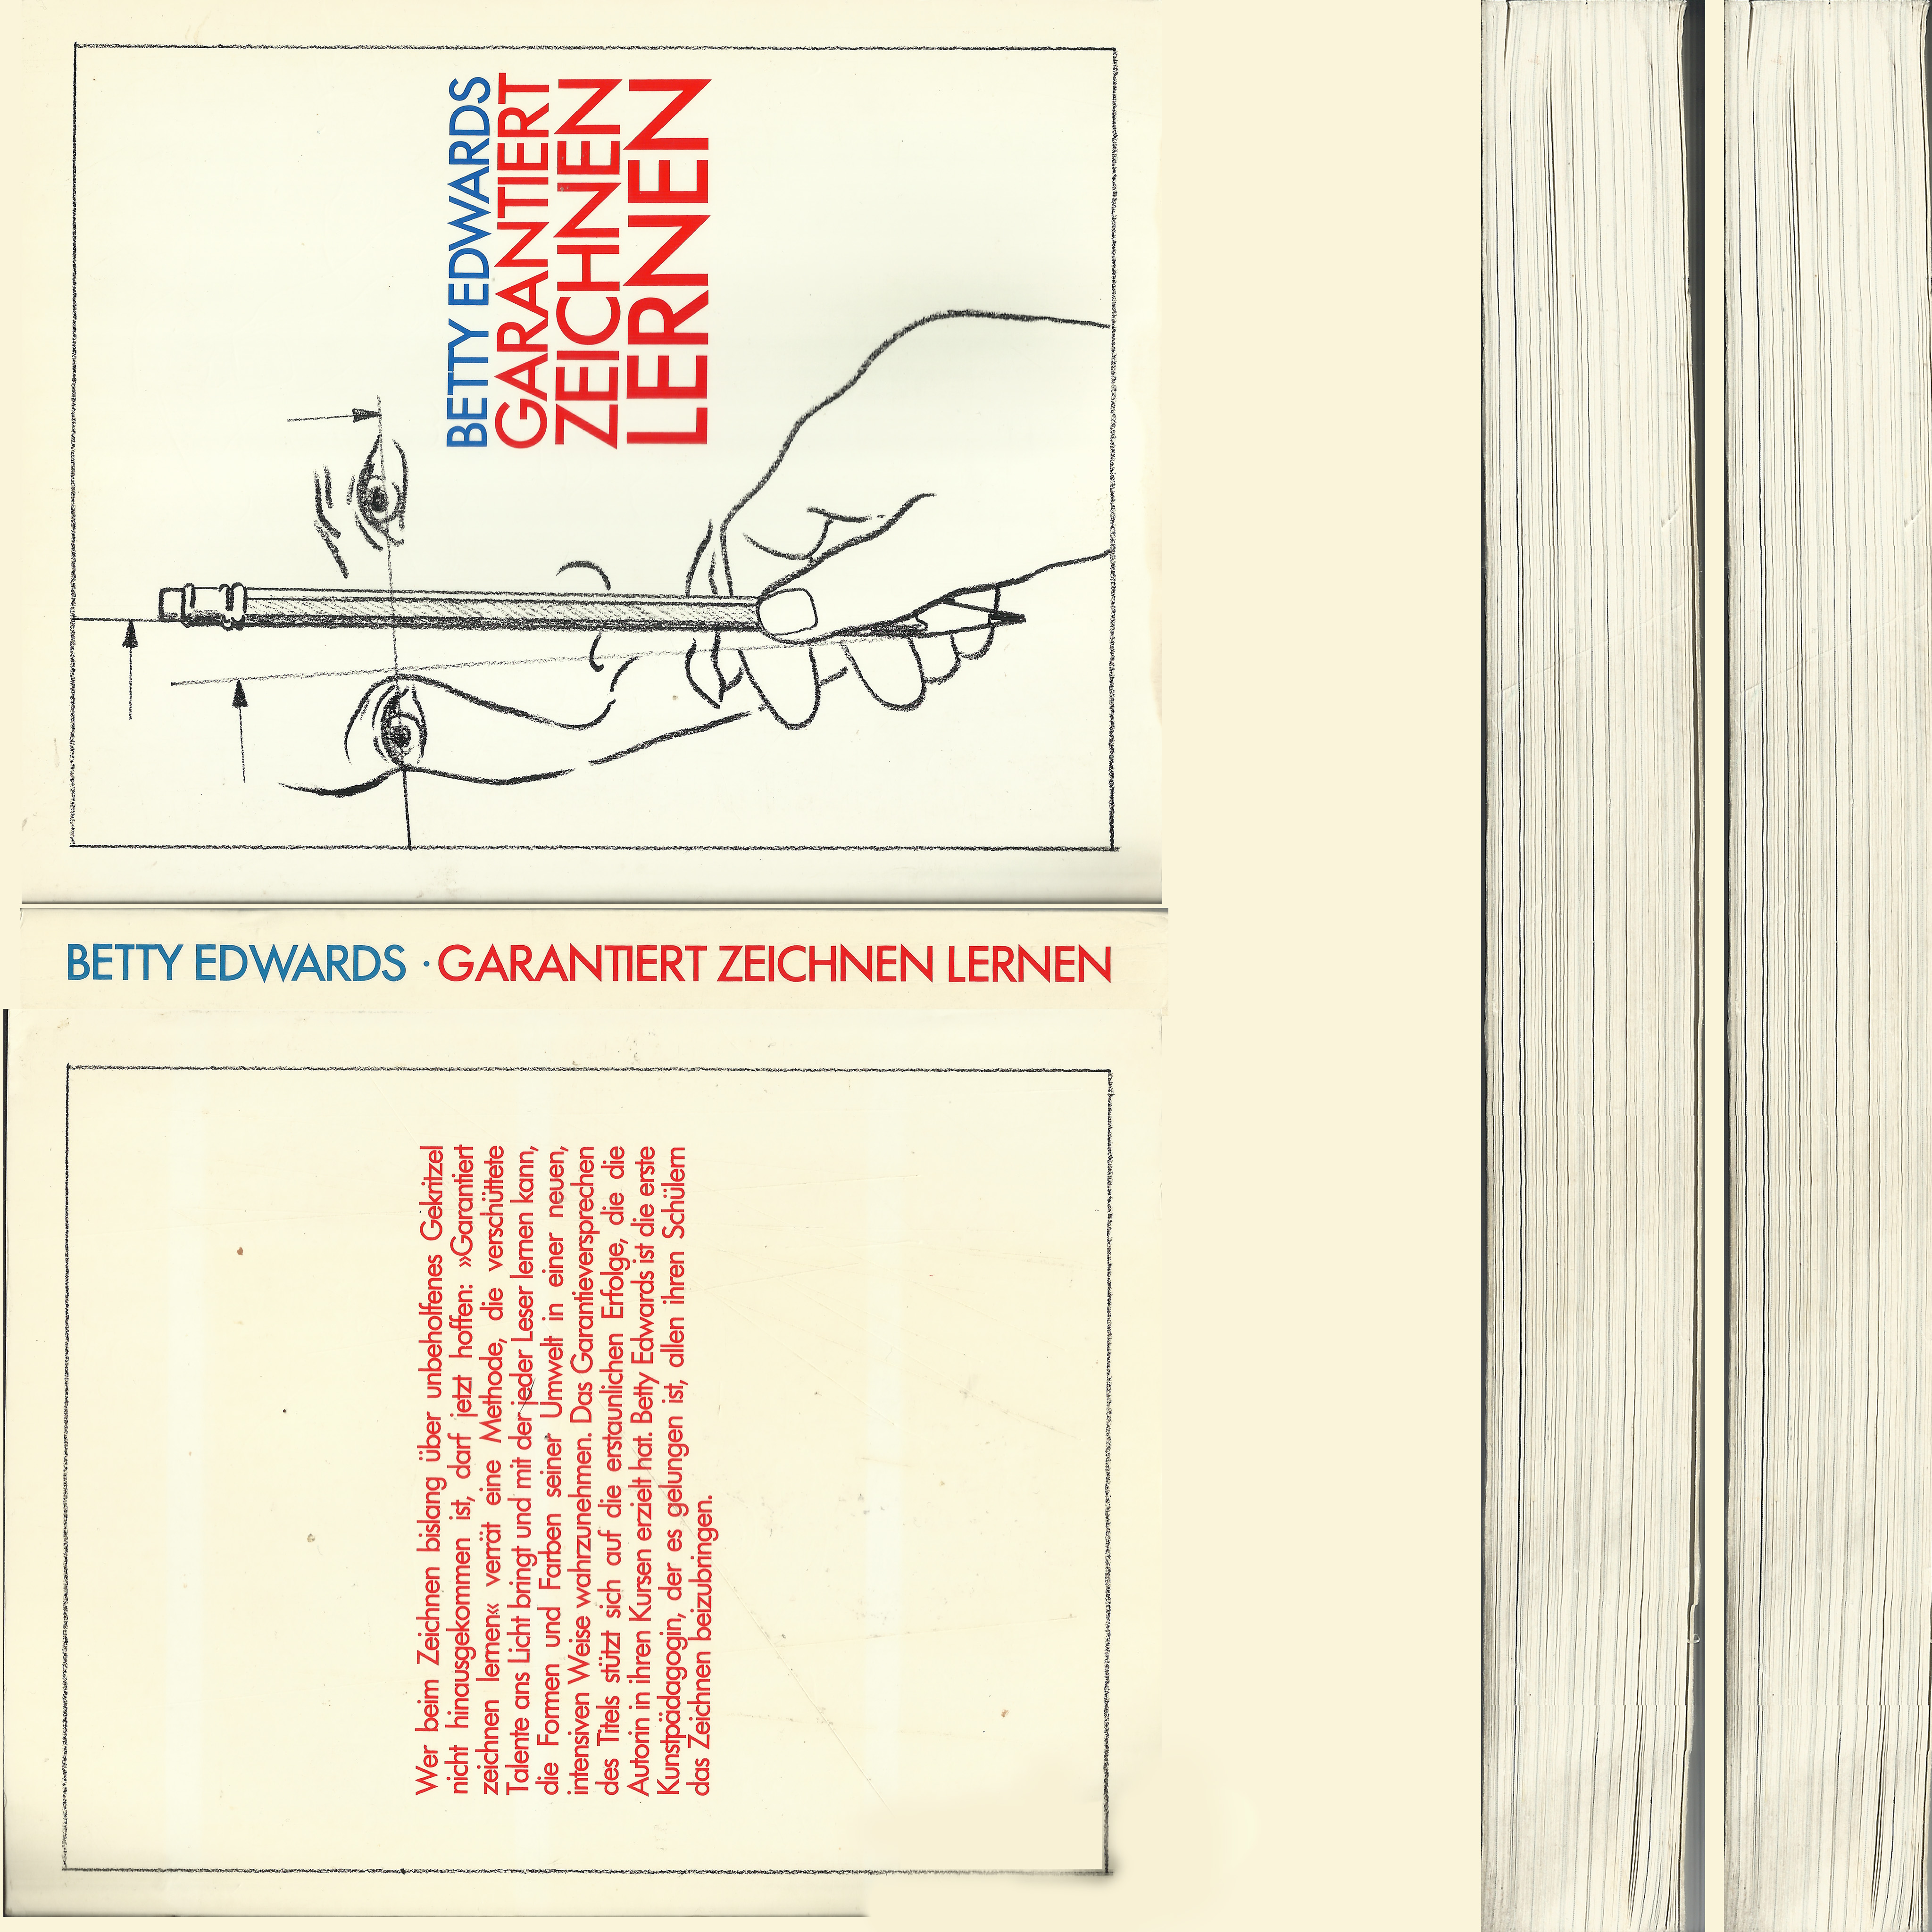 BETTY EDWARDS
GARANTIERT
ZEICHNEN
LERNEN
BETTY EDWARDS · GARANTIERT ZEICHNEN LERNEN
Wer beim Zeichnen bislang über unbeholfenes Gekritzel
nicht hinausgekommen ist, darf jetzt hoffen: »Garantiert
zeichnen lernen« verrät eine Methode, die verschüttete
Talente ans Licht bringt und mit der jeder Leser lernen kann,
die Formen und Farben seiner Umwelt in einer neuen,
intensiven Weise wahrzunehmen. Das Garantieversprechen
des Titels stützt sich auf die erstaunlichen Erfolge, die die
Autorin in ihren Kursen erzielt hat. Betty Edwards ist die erste
Kunstpädagogin, der es gelungen ist, allen ihren Schülern
das Zeichnen beizubringen.